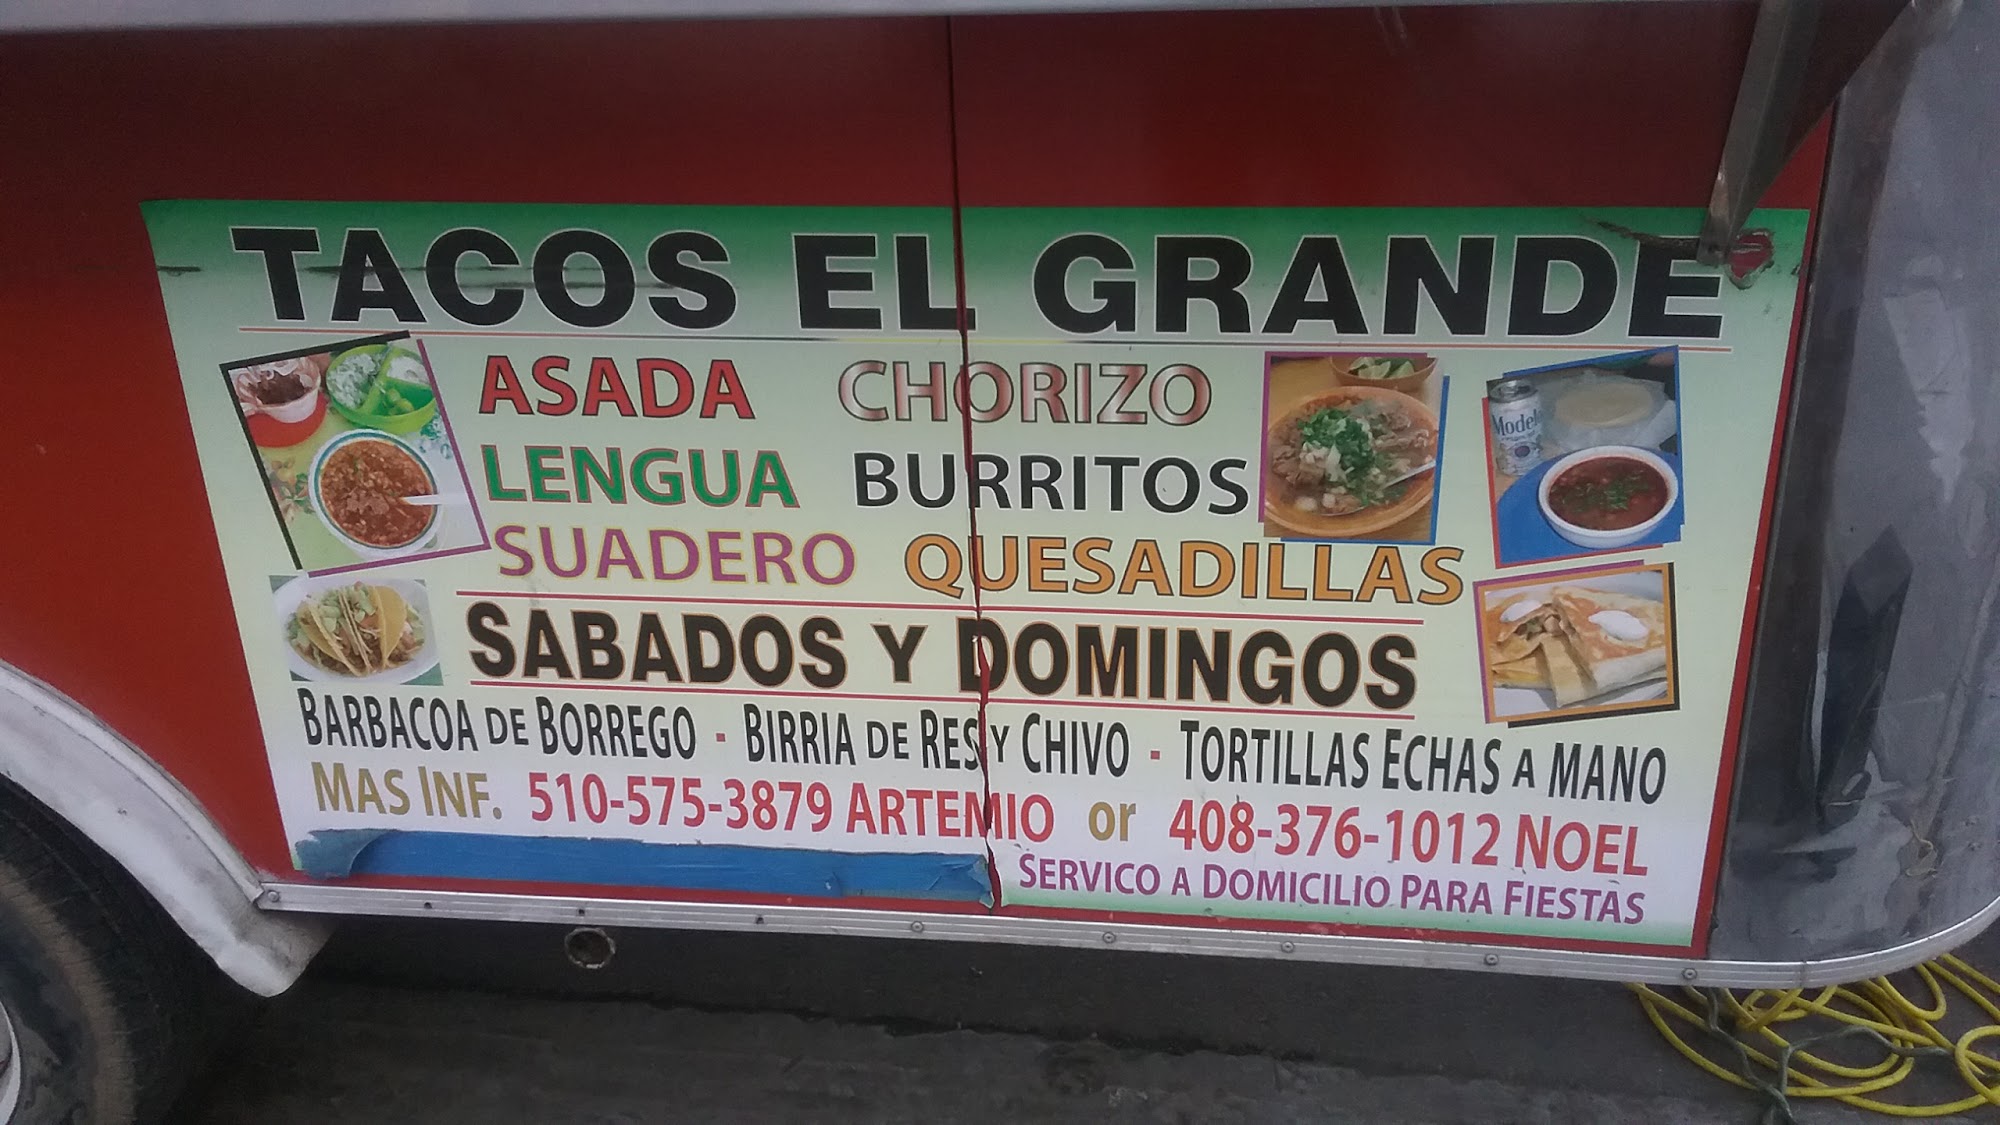 TACOS EL GRANDE
ASADA CHORIZO
LENGUA BURRITOS
SUADERO QUESADILLAS
SABADOS Y DOMINGOS
BARBACOA DE BORREGO - BIRRIA DE RES Y CHIVO - TORTILLAS ECHAS A MANO
MAS INF. 510-575-3879 ARTEMIO or 408-376-1012 NOEL
SERVICO A DOMICILIO PARA FIESTAS
Modelo